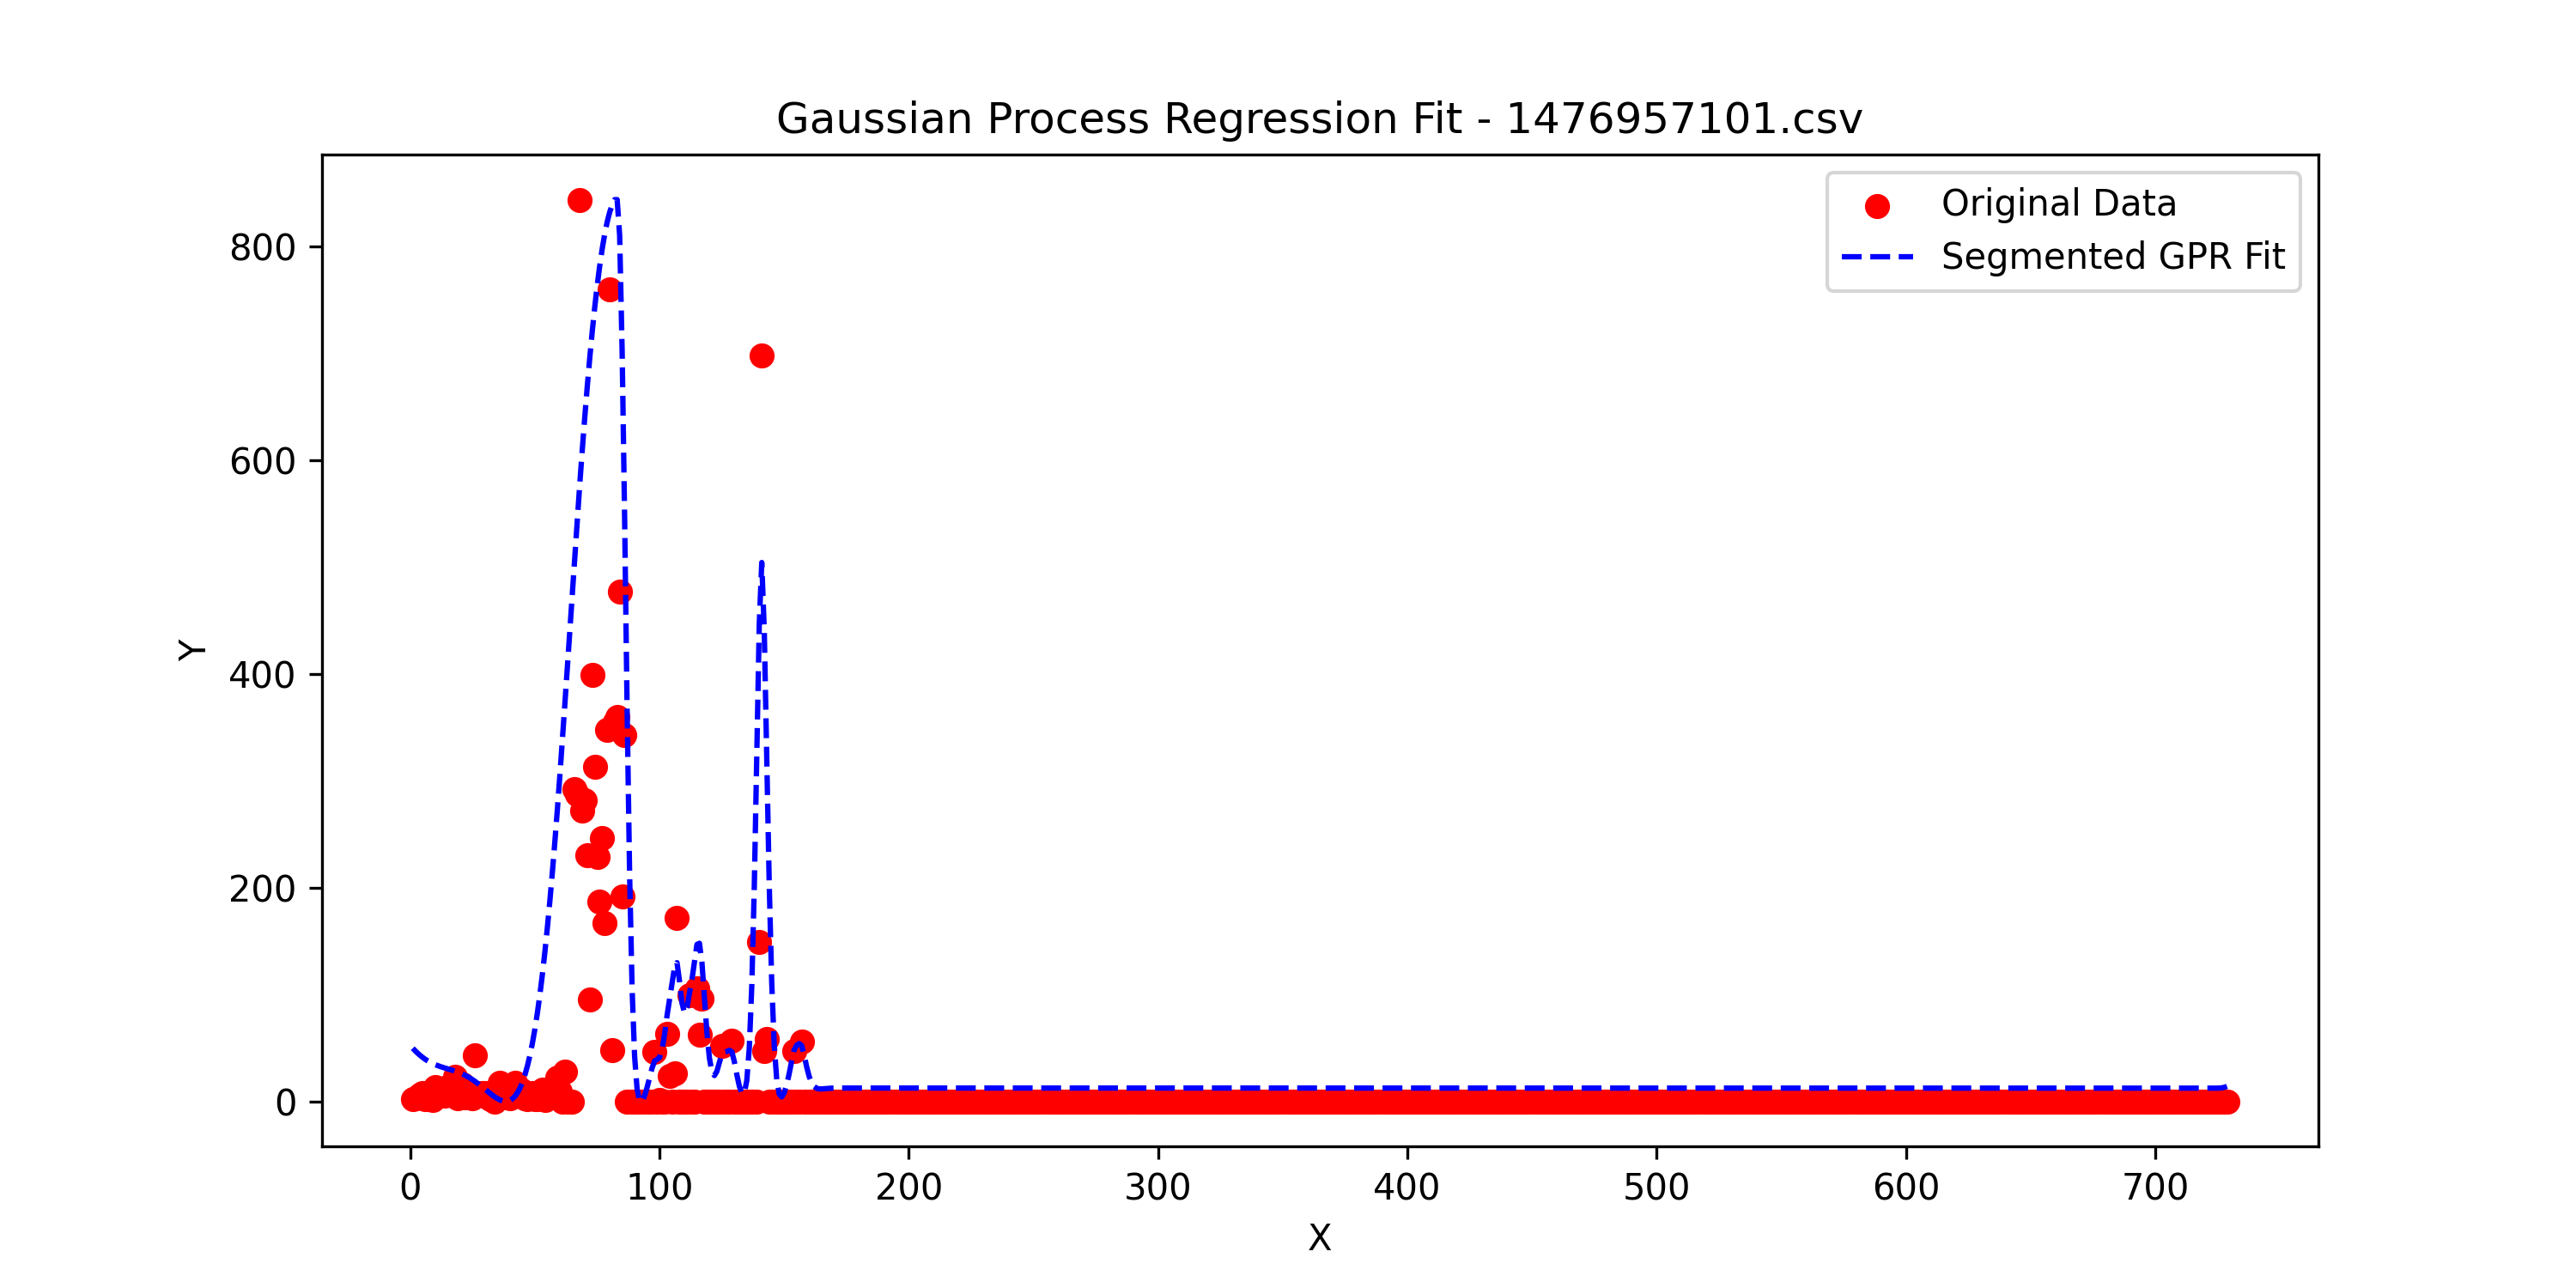 Gaussian Process Regression Fit - 1476957101.csv
Original Data
Segmented GPR Fit
800
600
400
200
0
Y
0 100 200 300 400 500 600 700
X